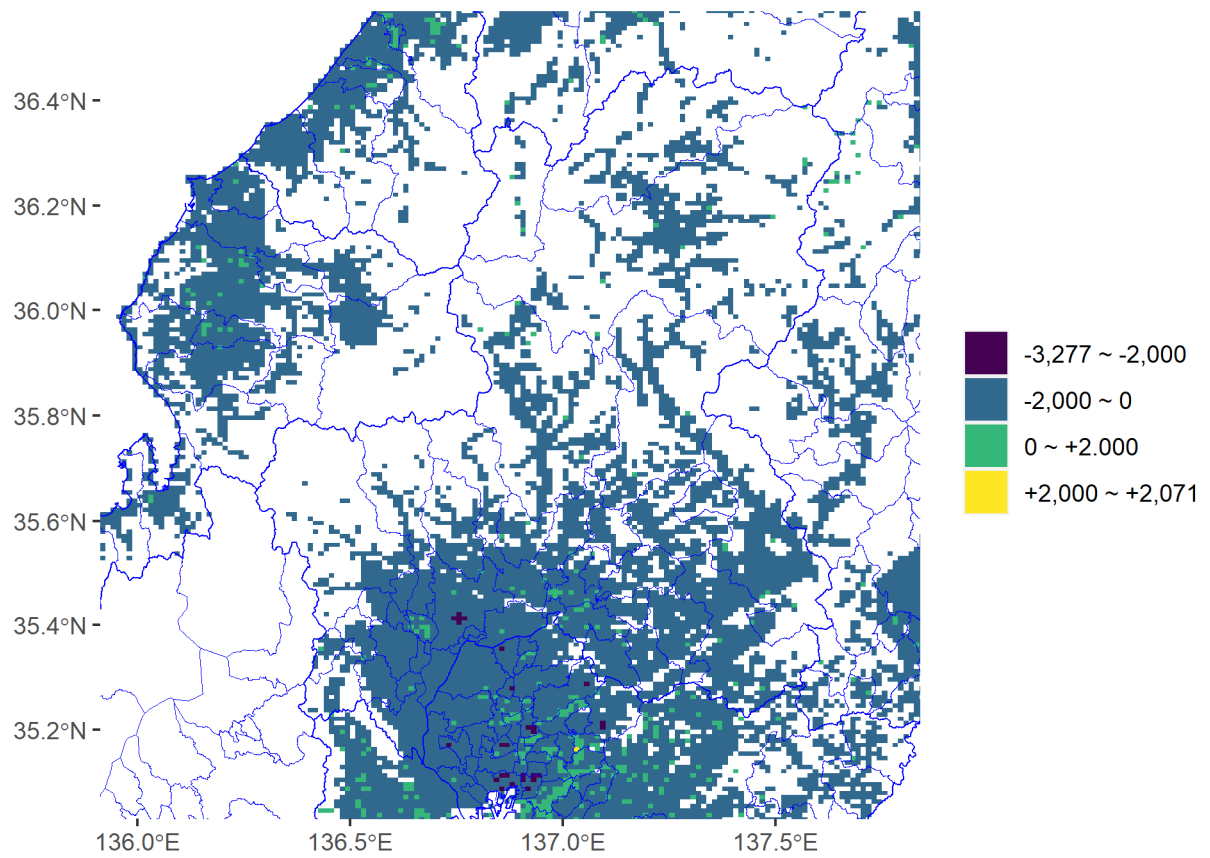 36.4°N
36.2°N
36.0°N
35.8°N
35.6°N
35.4°N
35.2°N
136.0°E 136.5°E 137.0°E 137.5°E
-3,277 ~ -2,000
-2,000 ~ 0
0 ~ +2.000
+2,000 ~ +2,071